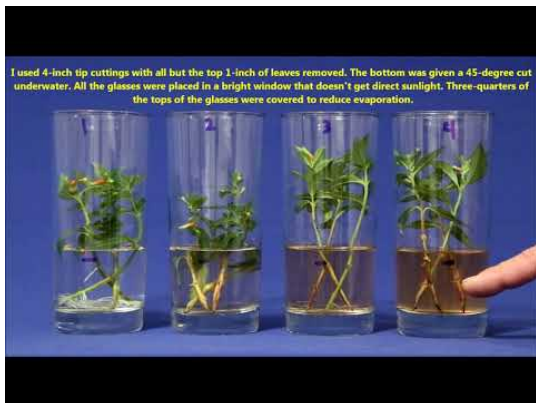 I used 4-inch tip cuttings with all but the top 1-inch of leaves removed. The bottom was given a 45-degree cut
underwater. All the glasses were placed in a bright window that doesn't get direct sunlight. Three-quarters of
the tops of the glasses were covered to reduce evaporation.
1 2 3 4